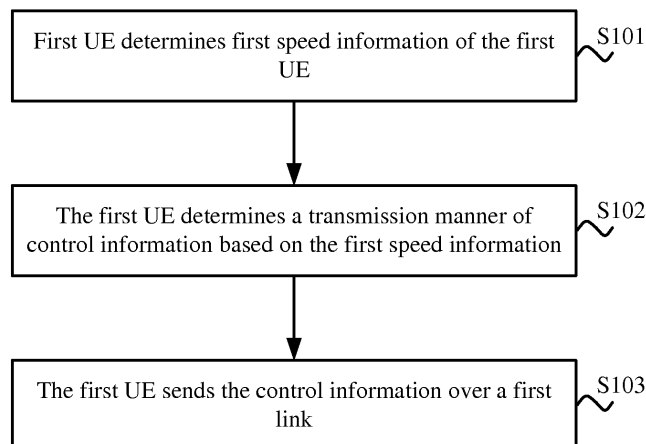 First UE determines first speed information of the first
UE
S101
The first UE determines a transmission manner of
control information based on the first speed information
S102
The first UE sends the control information over a first
link
S103